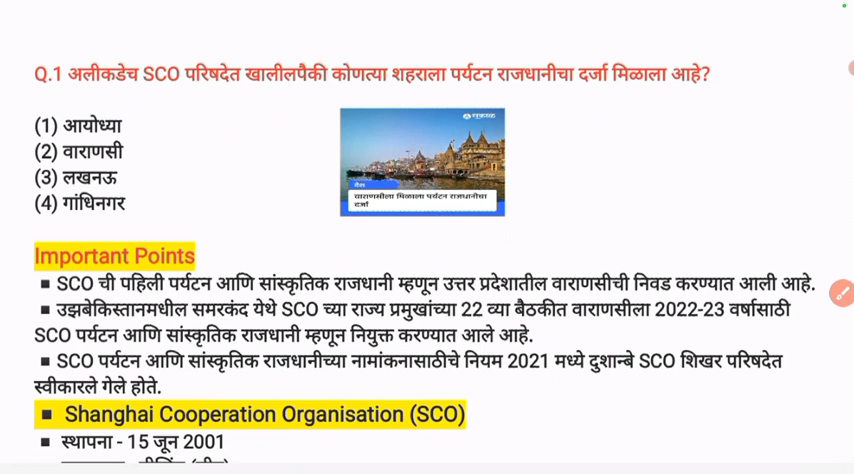 Q.1 अलीकडेच SCO परिषदेत खालीलपैकी कोणत्या शहराला पर्यटन राजधानीचा दर्जा मिळाला आहे?
(1) आयोध्या
(2) वाराणसी
(3) लखनऊ
(4) गांधिनगर
सकाळ
वाराणसीला मिळाला पर्यटन राजधानीचा
दर्जा
Important Points
▪ SCO ची पहिली पर्यटन आणि सांस्कृतिक राजधानी म्हणून उत्तर प्रदेशातील वाराणसीची निवड करण्यात आली आहे.
▪ उझबेकिस्तानमधील समरकंद येथे SCO च्या राज्य प्रमुखांच्या 22 व्या बैठकीत वाराणसीला 2022-23 वर्षासाठी
SCO पर्यटन आणि सांस्कृतिक राजधानी म्हणून नियुक्त करण्यात आले आहे.
▪ SCO पर्यटन आणि सांस्कृतिक राजधानीच्या नामांकनासाठीचे नियम 2021 मध्ये दुशान्बे SCO शिखर परिषदेत
स्वीकारले गेले होते.
▪ Shanghai Cooperation Organisation (SCO)
▪ स्थापना - 15 जून 2001